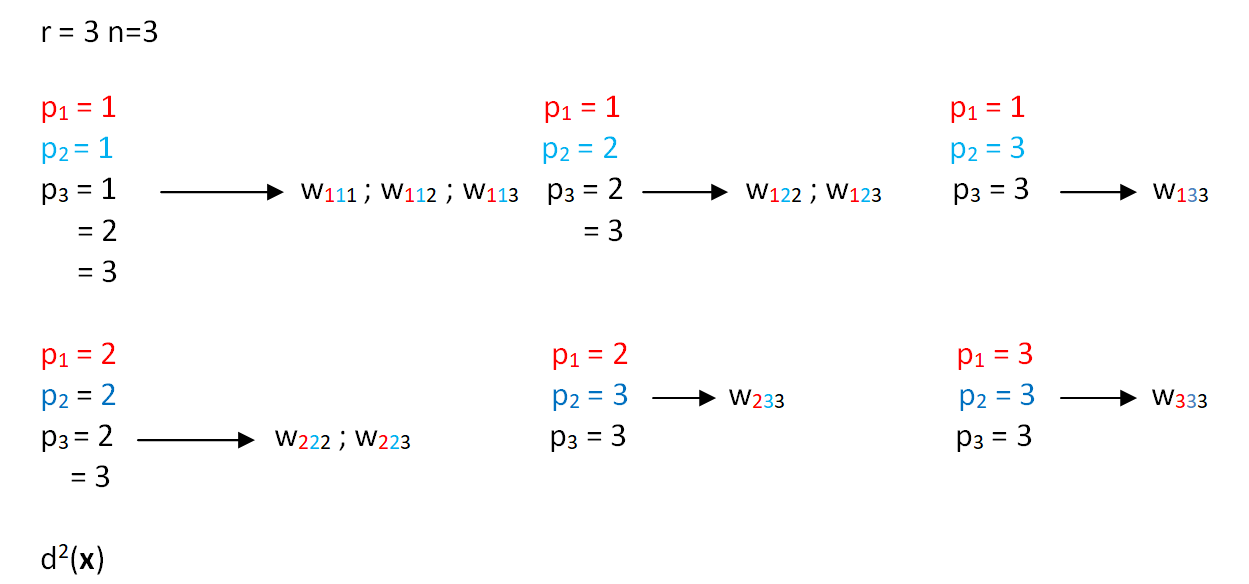 r = 3 n=3
p₁ = 1
p₂ = 1
p₃ = 1 → w₁₁₁ ; w₁₁₂ ; w₁₁₃
= 2
= 3
p₁ = 1
p₂ = 2
p₃ = 2 → w₁₂₂ ; w₁₂₃
= 3
p₁ = 1
p₂ = 3
p₃ = 3 → w₁₃₃
p₁ = 2
p₂ = 2
p₃ = 2 → w₂₂₂ ; w₂₂₃
= 3
p₁ = 2
p₂ = 3 → w₂₃₃
p₃ = 3
p₁ = 3
p₂ = 3 → w₃₃₃
p₃ = 3
d²(x)